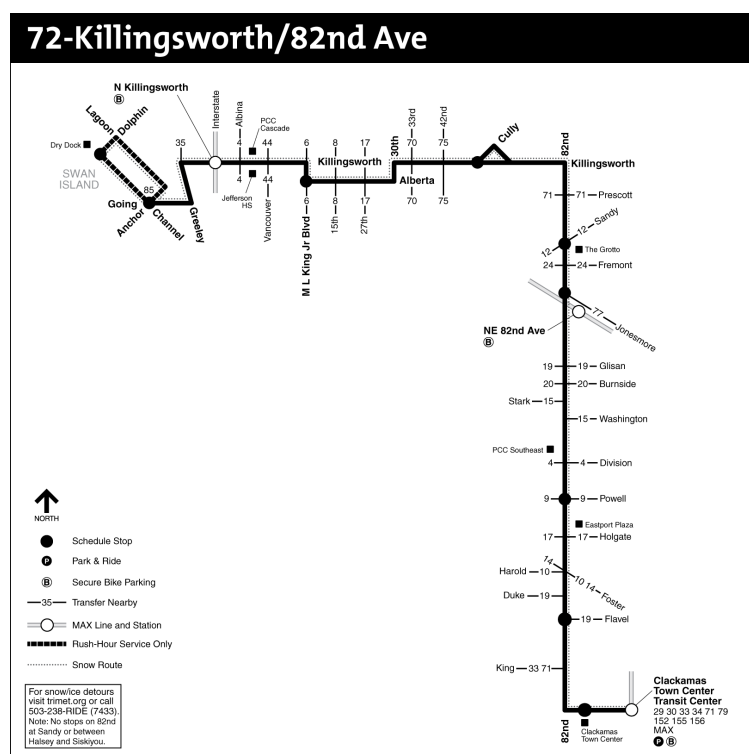 72-Killingsworth/82nd Ave
N Killingsworth
B
Interstate
Lagoon
Dolphin
Dry Dock
SWAN
ISLAND
85
Going
Anchor
Channel
Greeley
35
Albina
4
4
PCC
Cascade
Jefferson
HS
44
44
Vancouver
6
6
M L King Jr Blvd
8
8
15th
Killingsworth
17
17
27th
30th
Alberta
33rd
70
70
42nd
75
75
Cully
82nd
Killingsworth
71 71 Prescott
12 12 Sandy
The Grotto
24 24 Fremont
77 Jonesmore
NE 82nd Ave
B
19 19 Glisan
20 20 Burnside
Stark 15
15 Washington
PCC Southeast
4 4 Division
9 9 Powell
Eastport Plaza
17 17 Holgate
14
Harold 10
10 14 Foster
Duke 19
19 Flavel
King 33 71
82nd
Clackamas
Town Center
Clackamas
Town Center
Transit Center
29 30 33 34 71 79
152 155 156
MAX
P B
NORTH
Schedule Stop
P Park & Ride
B Secure Bike Parking
35 Transfer Nearby
MAX Line and Station
Rush-Hour Service Only
Snow Route
For snow/ice detours
visit trimet.org or call
503-238-RIDE (7433).
Note: No stops on 82nd
at Sandy or between
Halsey and Siskiyou.